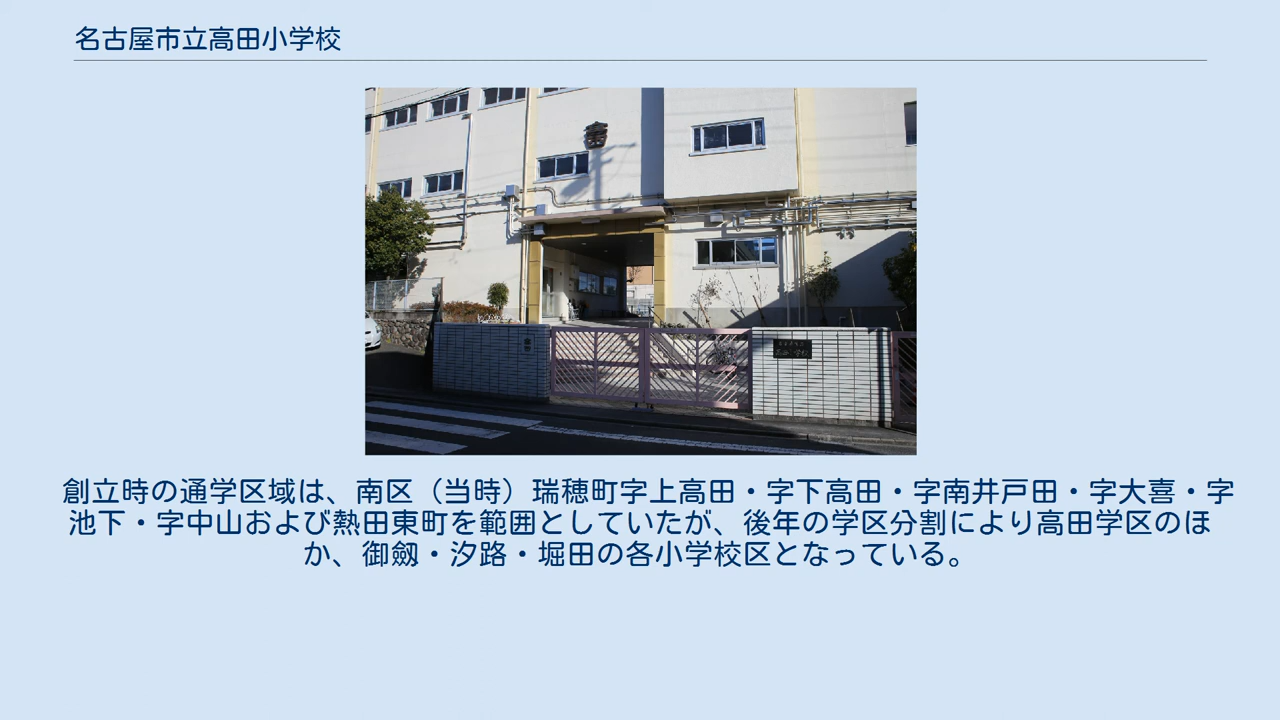 名古屋市立高田小学校
創立時の通学区域は、南区（当時）瑞穂町字上高田・字下高田・字南井戸田・字大喜・字
池下・字中山および熱田東町を範囲としていたが、後年の学区分割により高田学区のほ
か、御劔・汐路・堀田の各小学校区となっている。